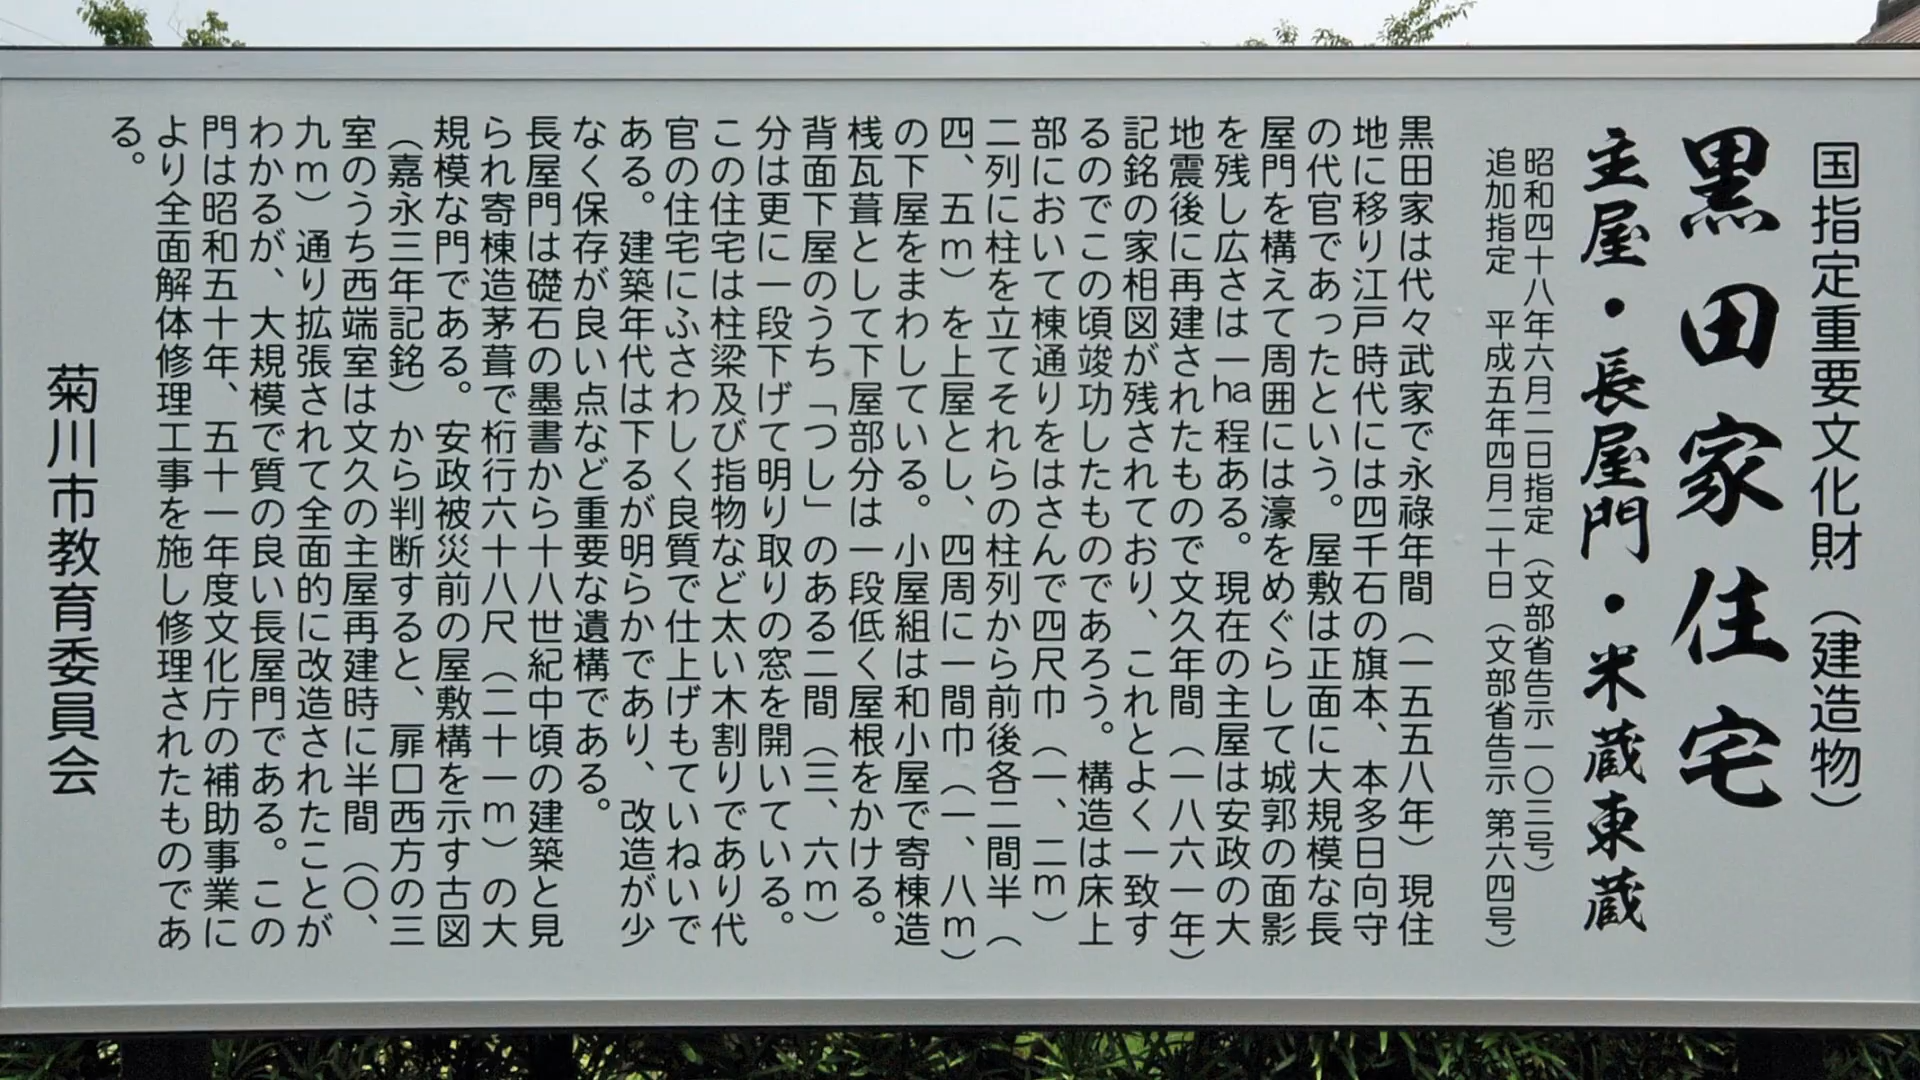 国指定重要文化財（建造物）
黒田家住宅
主屋・長屋門・米蔵東蔵
昭和四十八年六月二日指定（文部省告示一〇三号）
追加指定　平成五年四月二十日（文部省告示 第六四号）
黒田家は代々武家で永祿年間（一五五八年）現住
地に移り江戸時代には四千石の旗本、本多日向守
の代官であったという。屋敷は正面に大規模な長
屋門を構えて周囲には濠をめぐらして城郭の面影
を残し広さは一ha程ある。現在の主屋は安政の大
地震後に再建されたもので文久年間（一八六一年）
記銘の家相図が残されており、これとよく一致す
るのでこの頃竣功したものであろう。構造は床上
部において棟通りをはさんで四尺巾（一、二m）
二列に柱を立てそれらの柱列から前後各二間半（
四、五m）を上屋とし、四周に一間巾（一、八m）
の下屋をまわしている。小屋組は和小屋で寄棟造
桟瓦葺として下屋部分は一段低く屋根をかける。
背面下屋のうち「つし」のある二間（三、六m）
分は更に一段下げて明り取りの窓を開いている。
この住宅は柱梁及び指物など太い木割りであり代
官の住宅にふさわしく良質で仕上げもていねいで
ある。建築年代は下るが明らかであり、改造が少
なく保存が良い点など重要な遺構である。
長屋門は礎石の墨書から十八世紀中頃の建築と見
られ寄棟造茅葺で桁行六十八尺（二十一m）の大
規模な門である。安政被災前の屋敷構を示す古図
（嘉永三年記銘）から判断すると、扉口西方の三
室のうち西端室は文久の主屋再建時に半間（〇、
九m）通り拡張されて全面的に改造されたことが
わかるが、大規模で質の良い長屋門である。この
門は昭和五十年、五十一年度文化庁の補助事業に
より全面解体修理工事を施し修理されたものであ
る。
菊川市教育委員会